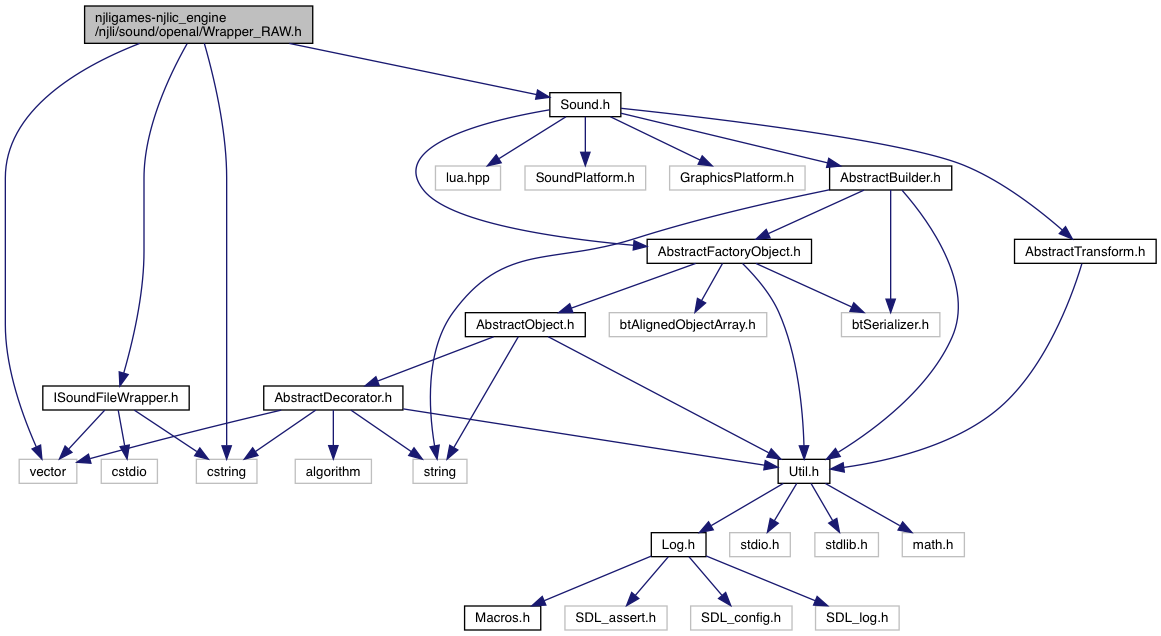 njligames-njlic_engine
/njli/sound/openal/Wrapper_RAW.h
Sound.h
lua.hpp
SoundPlatform.h
GraphicsPlatform.h
AbstractBuilder.h
AbstractFactoryObject.h
AbstractTransform.h
AbstractObject.h
btAlignedObjectArray.h
btSerializer.h
ISoundFileWrapper.h
AbstractDecorator.h
vector
cstdio
cstring
algorithm
string
Util.h
Log.h
stdio.h
stdlib.h
math.h
Macros.h
SDL_assert.h
SDL_config.h
SDL_log.h